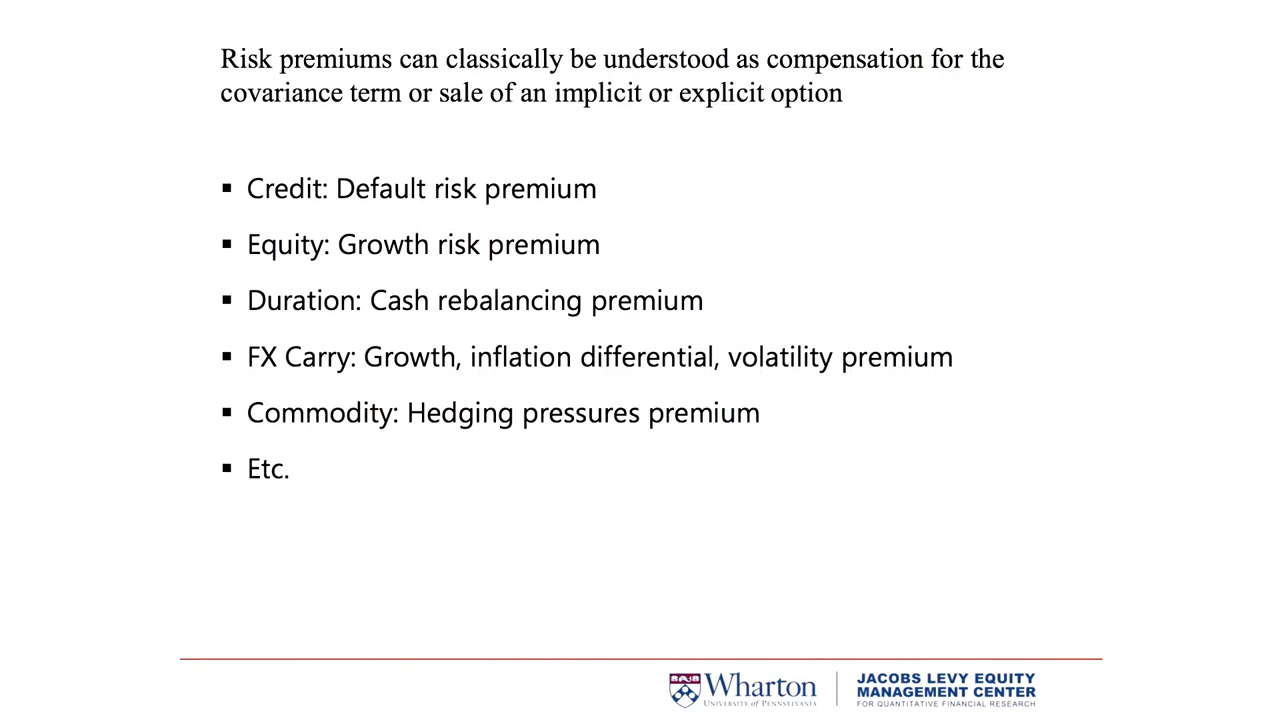 Risk premiums can classically be understood as compensation for the
covariance term or sale of an implicit or explicit option
▪ Credit: Default risk premium
▪ Equity: Growth risk premium
▪ Duration: Cash rebalancing premium
▪ FX Carry: Growth, inflation differential, volatility premium
▪ Commodity: Hedging pressures premium
▪ Etc.
Wharton
UNIVERSITY of PENNSYLVANIA
JACOBS LEVY EQUITY
MANAGEMENT CENTER
FOR QUANTITATIVE FINANCIAL RESEARCH